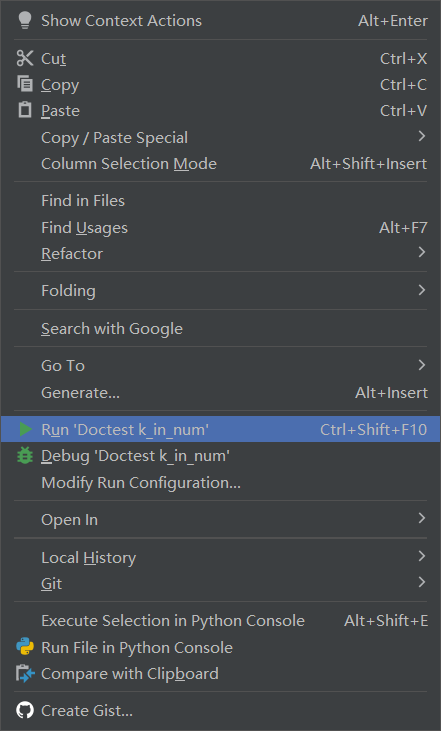 Show Context Actions Alt+Enter
Cut Ctrl+X
Copy Ctrl+C
Paste Ctrl+V
Copy / Paste Special
Column Selection Mode Alt+Shift+Insert
Find in Files
Find Usages Alt+F7
Refactor
Folding
Search with Google
Go To
Generate... Alt+Insert
Run 'Doctest k_in_num' Ctrl+Shift+F10
Debug 'Doctest k_in_num'
Modify Run Configuration...
Open In
Local History
Git
Execute Selection in Python Console Alt+Shift+E
Run File in Python Console
Compare with Clipboard
Create Gist...